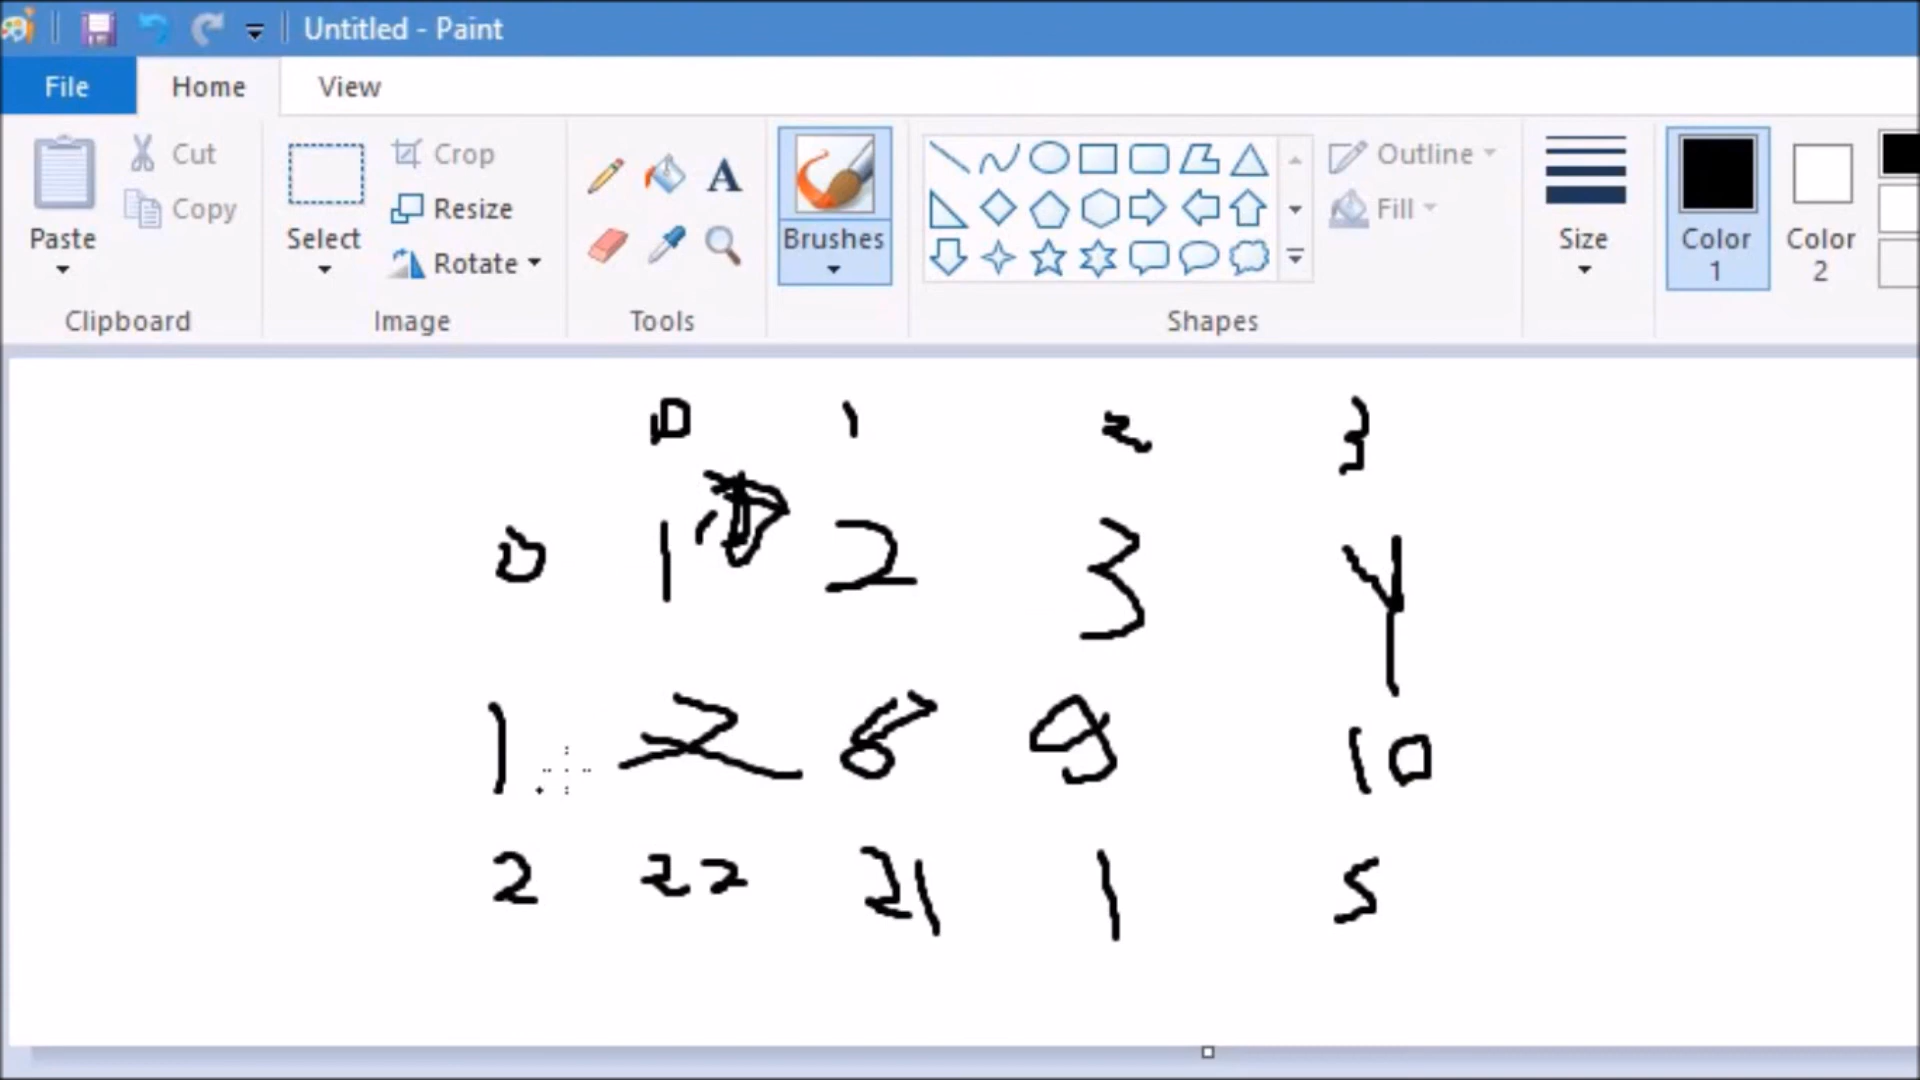 Untitled - Paint
File Home View
Paste Cut Copy Select Crop Resize Rotate A Brushes Outline Fill Size Color 1 Color 2
Clipboard Image Tools Shapes
0 1 2 3
0 1 2 3 4
1 2 6 9 10
2 22 21 1 5